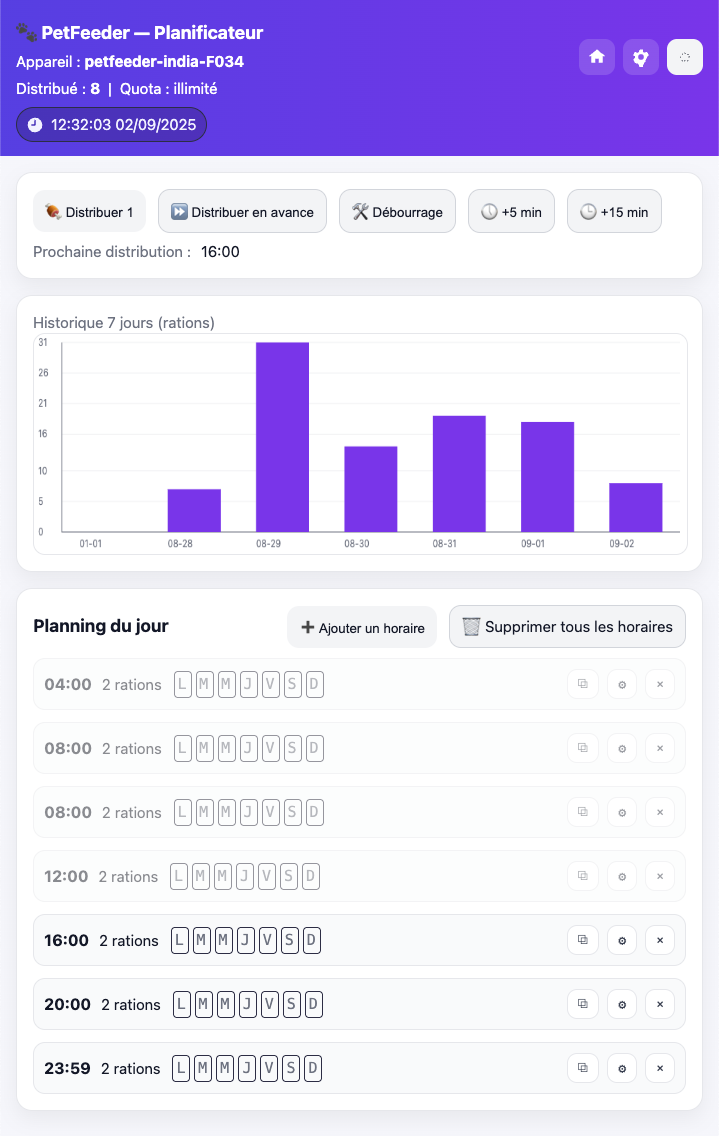 PetFeeder — Planificateur
Appareil : petfeeder-india-F034
Distribué : 8 | Quota : illimité
12:32:03 02/09/2025
Distribuer 1 Distribuer en avance Débourrage +5 min +15 min
Prochaine distribution : 16:00
Historique 7 jours (rations)
31
26
21
16
10
5
0
01-01 08-28 08-29 08-30 08-31 09-01 09-02
Planning du jour Ajouter un horaire Supprimer tous les horaires
04:00 2 rations L M M J V S D
08:00 2 rations L M M J V S D
08:00 2 rations L M M J V S D
12:00 2 rations L M M J V S D
16:00 2 rations L M M J V S D
20:00 2 rations L M M J V S D
23:59 2 rations L M M J V S D